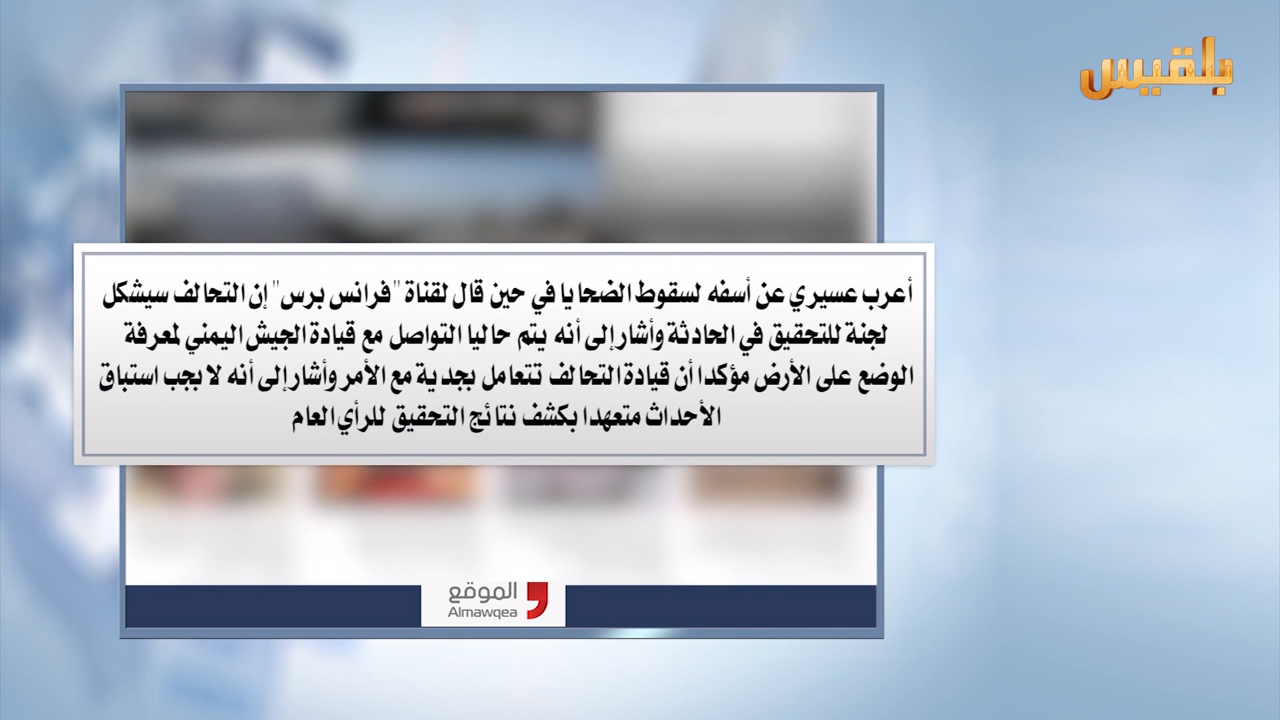 بلقيس
أعرب عسيري عن أسفه لسقوط الضحايا في حين قال لقناة "فرانس برس" إن التحالف سيشكل
لجنة للتحقيق في الحادثة وأشار إلى أنه يتم حاليا التواصل مع قيادة الجيش اليمني لمعرفة
الوضع على الأرض مؤكدا أن قيادة التحالف تتعامل بجدية مع الأمر وأشار إلى أنه لا يجب استباق
الأحداث متعهدا بكشف نتائج التحقيق للرأي العام
الموقع
Almawqea